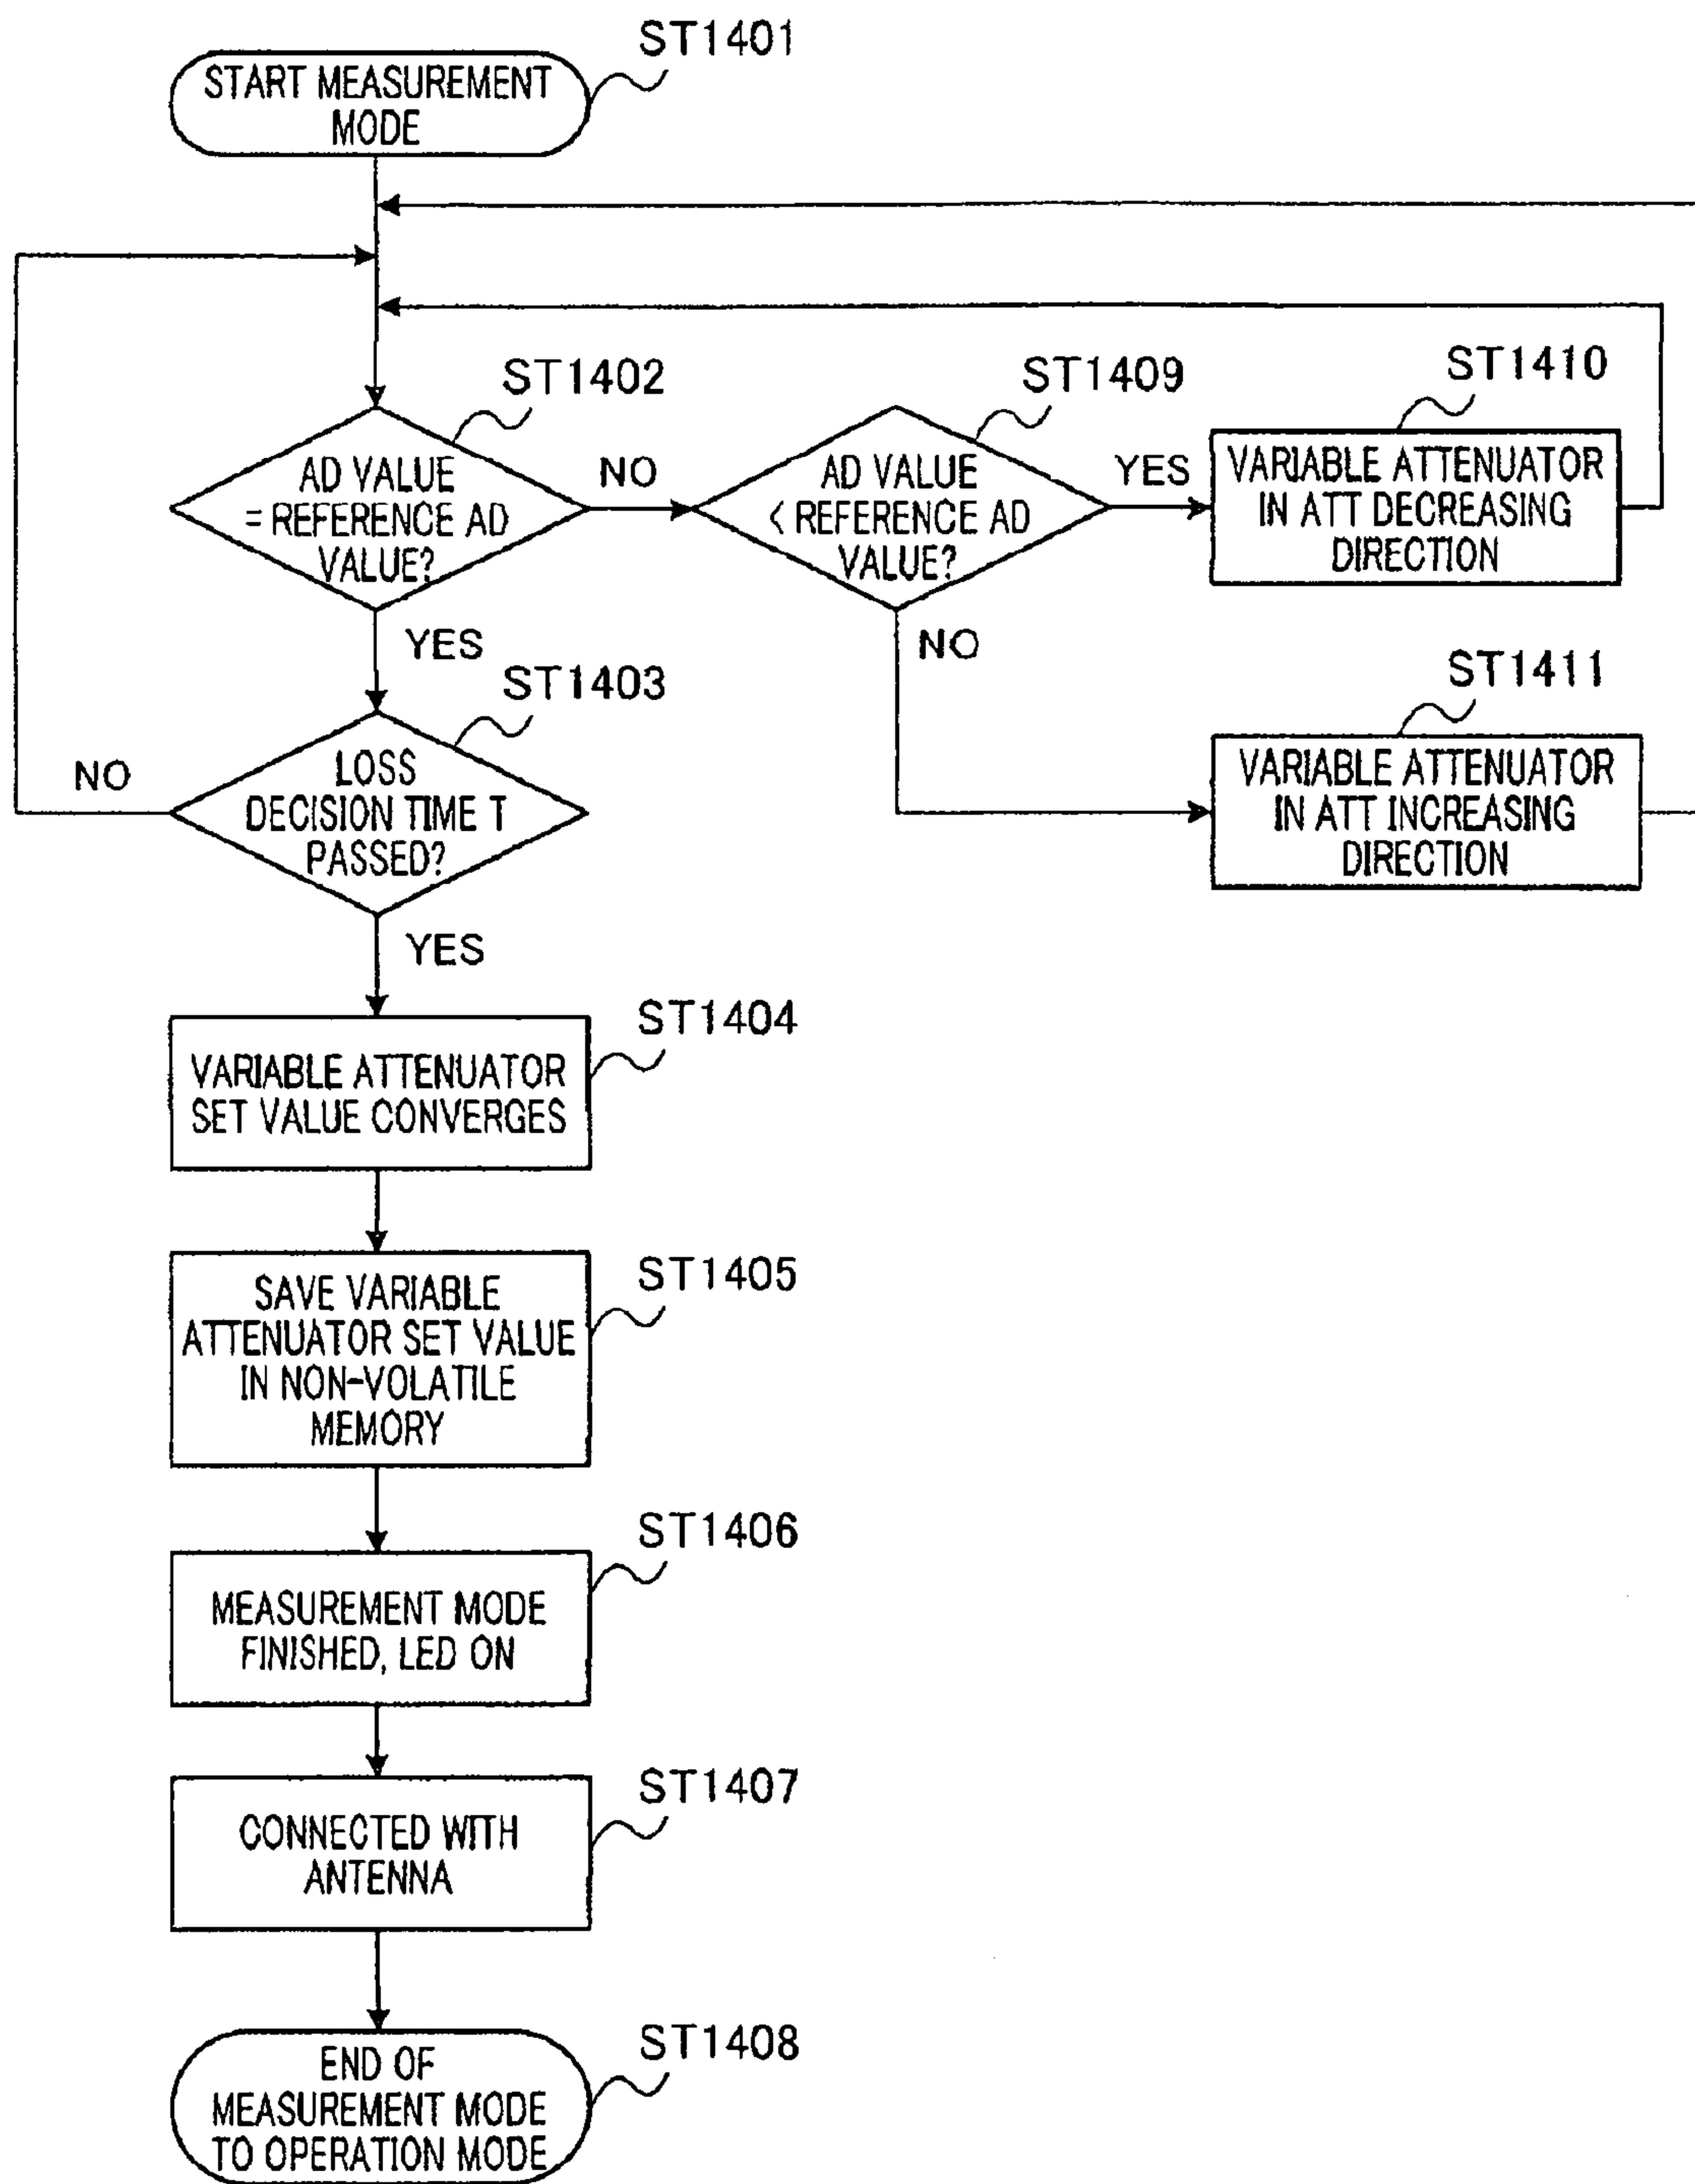 ST1401
START MEASUREMENT
MODE
ST1402
AD VALUE
= REFERENCE AD
VALUE?
NO
YES
ST1409
AD VALUE
< REFERENCE AD
VALUE?
YES
NO
ST1410
VARIABLE ATTENUATOR
IN ATT DECREASING
DIRECTION
ST1411
VARIABLE ATTENUATOR
IN ATT INCREASING
DIRECTION
ST1403
LOSS
DECISION TIME T
PASSED?
NO
YES
ST1404
VARIABLE ATTENUATOR
SET VALUE CONVERGES
ST1405
SAVE VARIABLE
ATTENUATOR SET VALUE
IN NON-VOLATILE
MEMORY
ST1406
MEASUREMENT MODE
FINISHED, LED ON
ST1407
CONNECTED WITH
ANTENNA
ST1408
END OF
MEASUREMENT MODE
TO OPERATION MODE